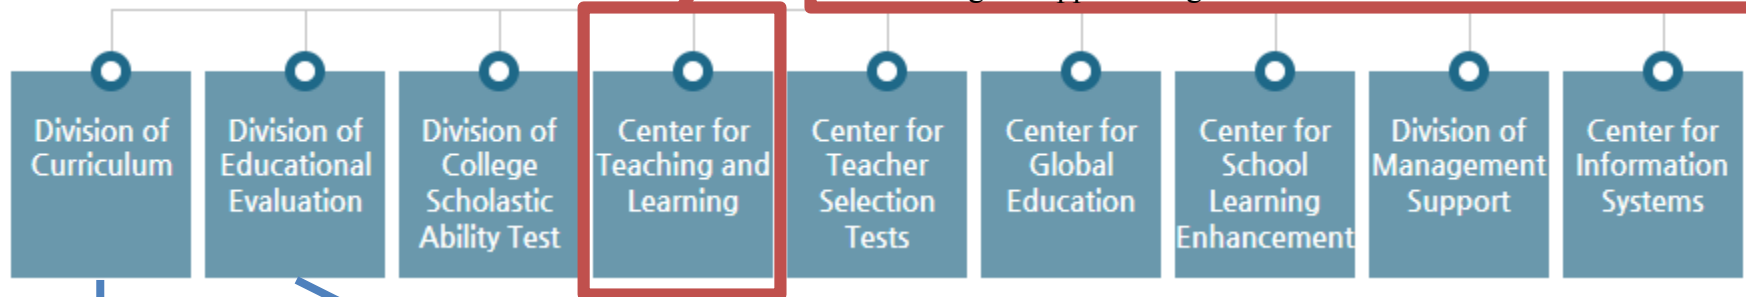 Division of
Curriculum
Division of
Educational
Evaluation
Division of
College
Scholastic
Ability Test
Center for
Teaching and
Learning
Center for
Teacher
Selection
Tests
Center for
Global
Education
Center for
School
Learning
Enhancement
Division of
Management
Support
Center for
Information
Systems